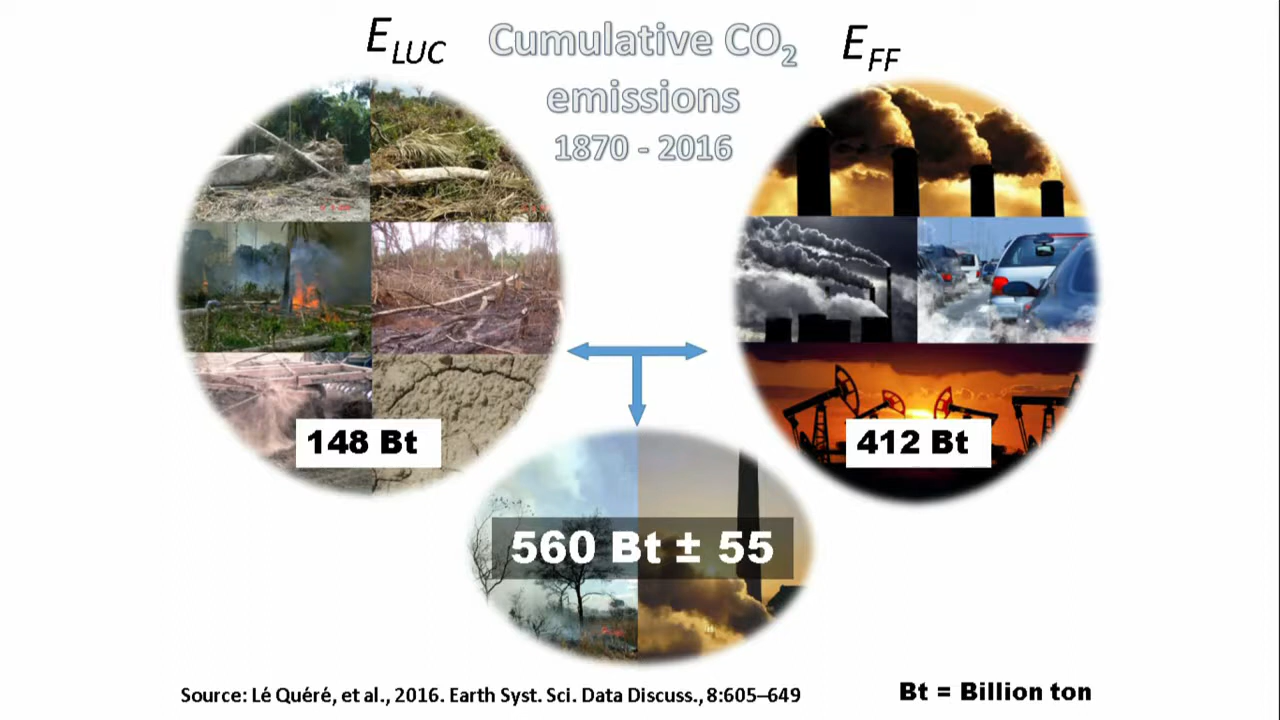 E_LUC
Cumulative CO₂
emissions
1870 - 2016
E_FF
148 Bt
412 Bt
560 Bt ± 55
Source: Lé Quéré, et al., 2016. Earth Syst. Sci. Data Discuss., 8:605–649
Bt = Billion ton